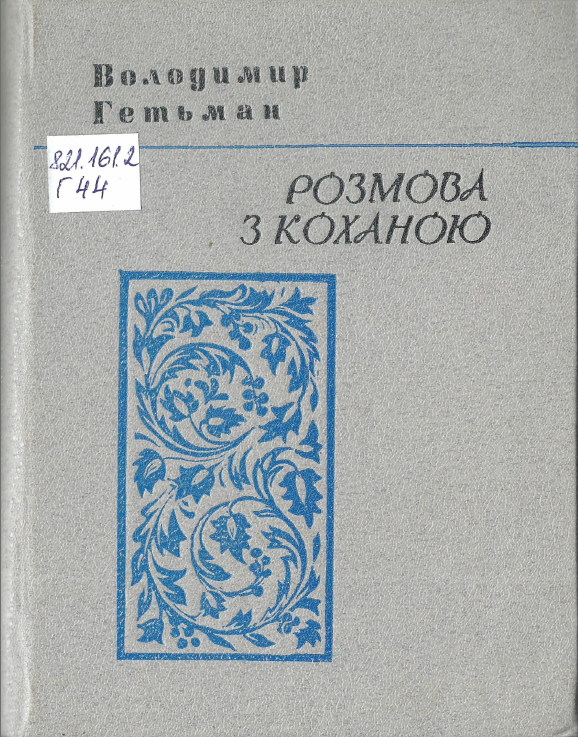 Володимир
Гетьман
821.161.2
Г 44
РОЗМОВА
З КОХАНОЮ